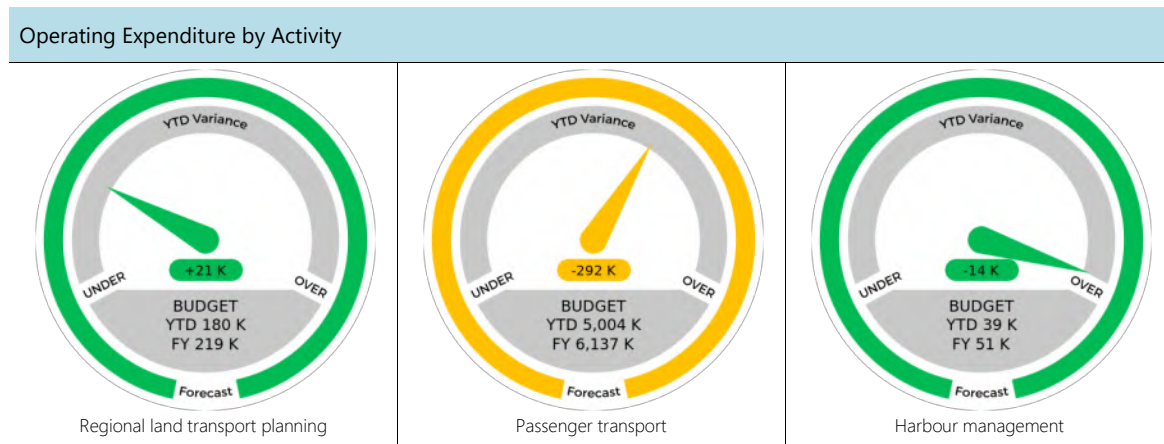 Operating Expenditure by Activity
YTD Variance
+21 K
UNDER
OVER
BUDGET
YTD 180 K
FY 219 K
Forecast
Regional land transport planning
YTD Variance
-292 K
UNDER
OVER
BUDGET
YTD 5,004 K
FY 6,137 K
Forecast
Passenger transport
YTD Variance
-14 K
UNDER
OVER
BUDGET
YTD 39 K
FY 51 K
Forecast
Harbour management